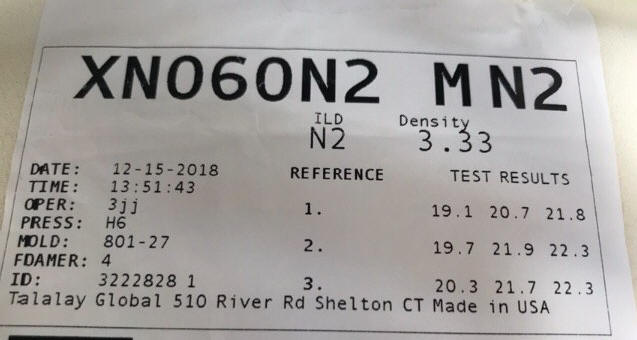 XN060N2 M N2
ILD Density
N2 3.33
DATE: 12-15-2018 REFERENCE TEST RESULTS
TIME: 13:51:43
OPER: 3jj 1. 19.1 20.7 21.8
PRESS: H6
MOLD: 801-27 2. 19.7 21.9 22.3
FOAMER: 4
ID: 3222828 1 3. 20.3 21.7 22.3
Talalay Global 510 River Rd Shelton CT Made in USA